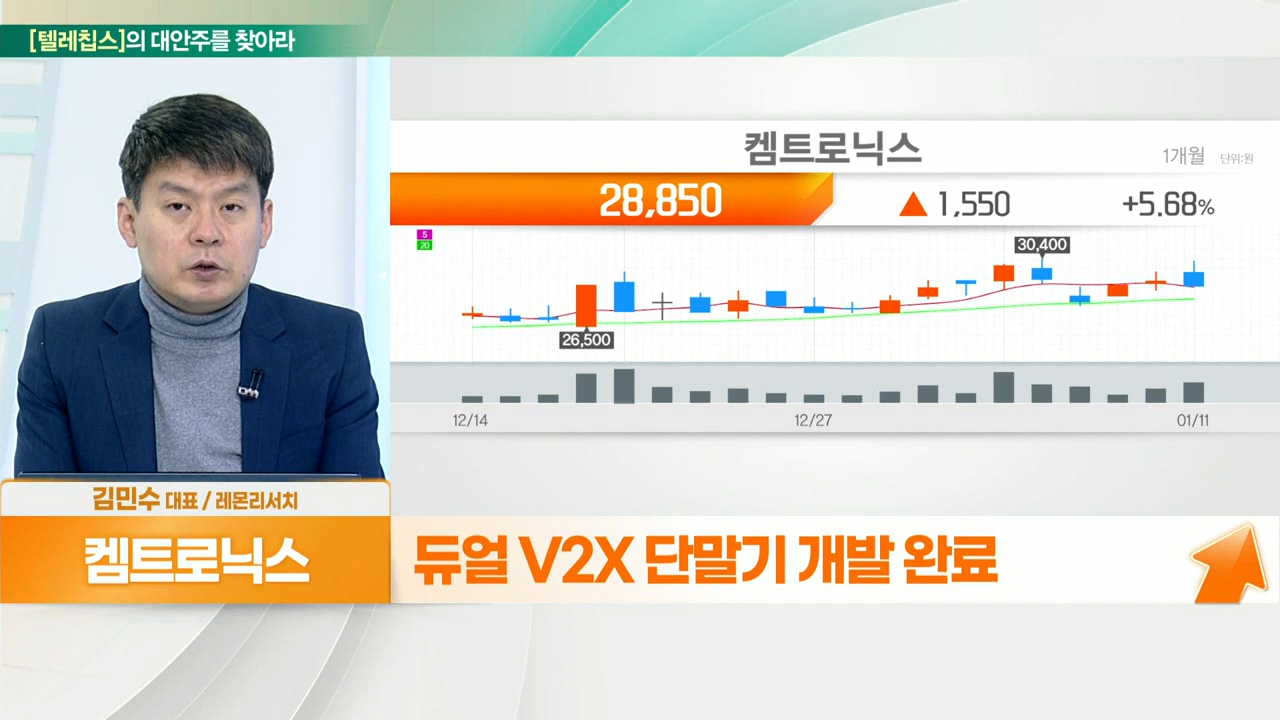 [텔레칩스]의 대안주를 찾아라
켐트로닉스
1개월 단위:원
28,850 ▲ 1,550 +5.68%
5
20
30,400
26,500
12/14 12/27 01/11
김민수 대표 / 레몬리서치
켐트로닉스
듀얼 V2X 단말기 개발 완료